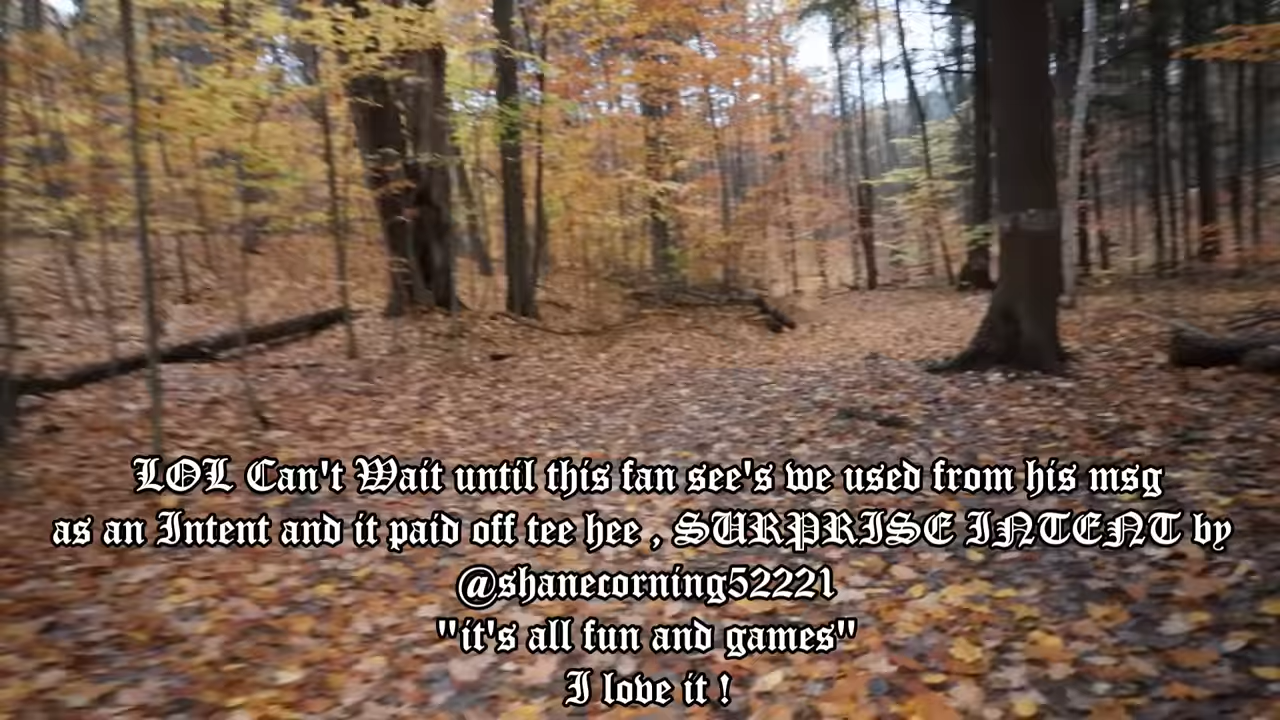 LOL Can't Wait until this fan see's we used from his msg
as an Intent and it paid off tee hee , SURPRISE INTENT by
@shanecorning52221
"it's all fun and games"
I love it !